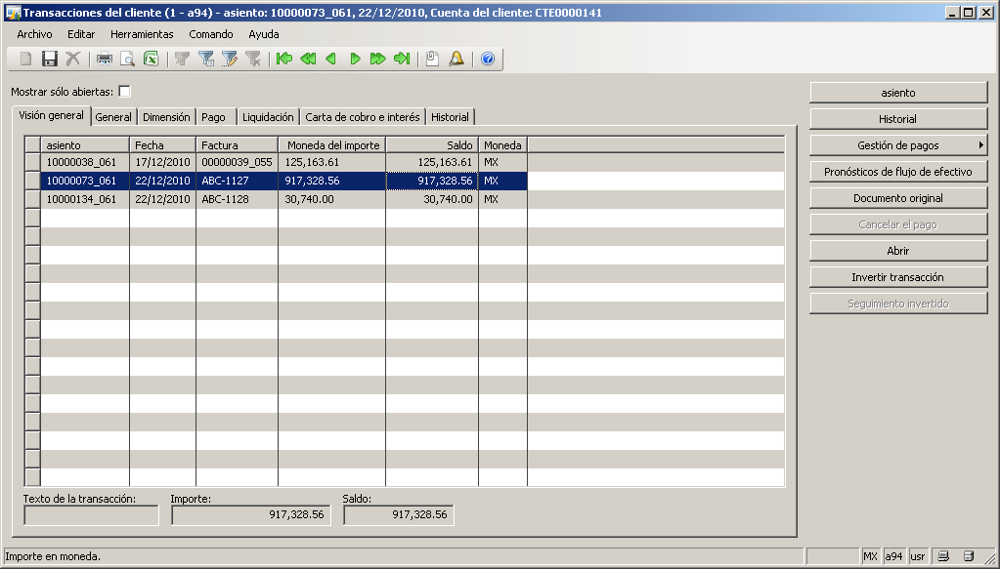 Transacciones del cliente (1 - a94) - asiento: 10000073_061, 22/12/2010, Cuenta del cliente: CTE0000141
Archivo Editar Herramientas Comando Ayuda
Mostrar sólo abiertas:
Visión general General Dimensión Pago Liquidación Carta de cobro e interés Historial
asiento Fecha Factura Moneda del importe Saldo Moneda
10000038_061 17/12/2010 00000039_055 125,163.61 125,163.61 MX
10000073_061 22/12/2010 ABC-1127 917,328.56 917,328.56 MX
10000134_061 22/12/2010 ABC-1128 30,740.00 30,740.00 MX
Texto de la transacción: Importe: Saldo:
917,328.56 917,328.56
asiento
Historial
Gestión de pagos
Pronósticos de flujo de efectivo
Documento original
Cancelar el pago
Abrir
Invertir transacción
Seguimiento invertido
Importe en moneda. MX a94 usr